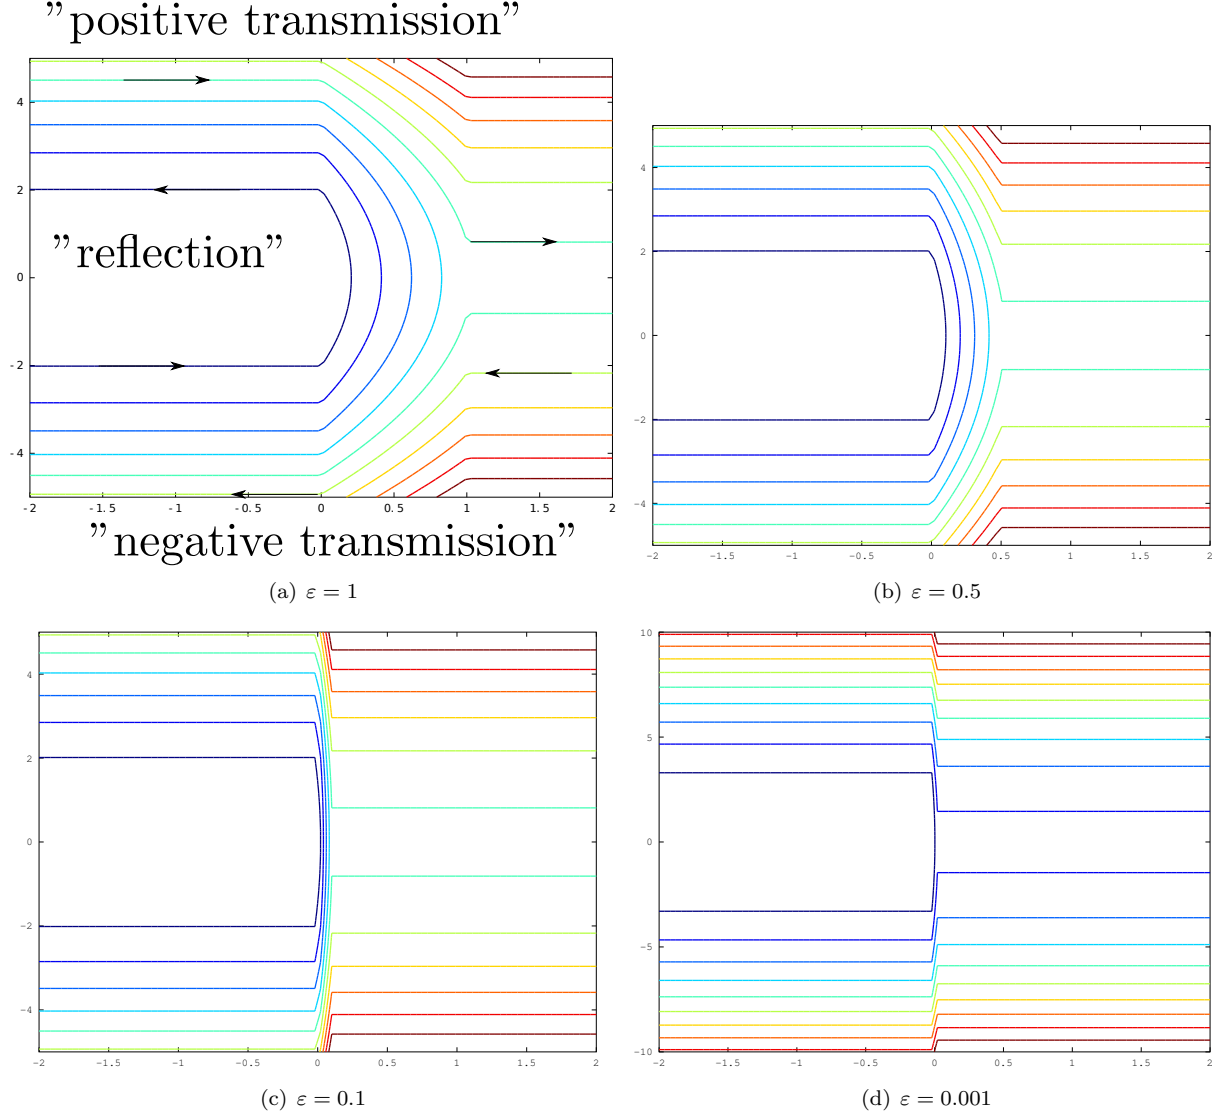 "positive transmission"
4
2
"reflection"
0
-2
-4
-2 -1.5 -1 -0.5 0 0.5 1 1.5 2
"negative transmission"
(a) ε = 1
4
2
0
−2
−4
−2 −1.5 −1 −0.5 0 0.5 1 1.5 2
(b) ε = 0.5
4
2
0
−2
−4
−2 −1.5 −1 −0.5 0 0.5 1 1.5 2
(c) ε = 0.1
10
5
0
−5
−10
−2 −1.5 −1 −0.5 0 0.5 1 1.5 2
(d) ε = 0.001